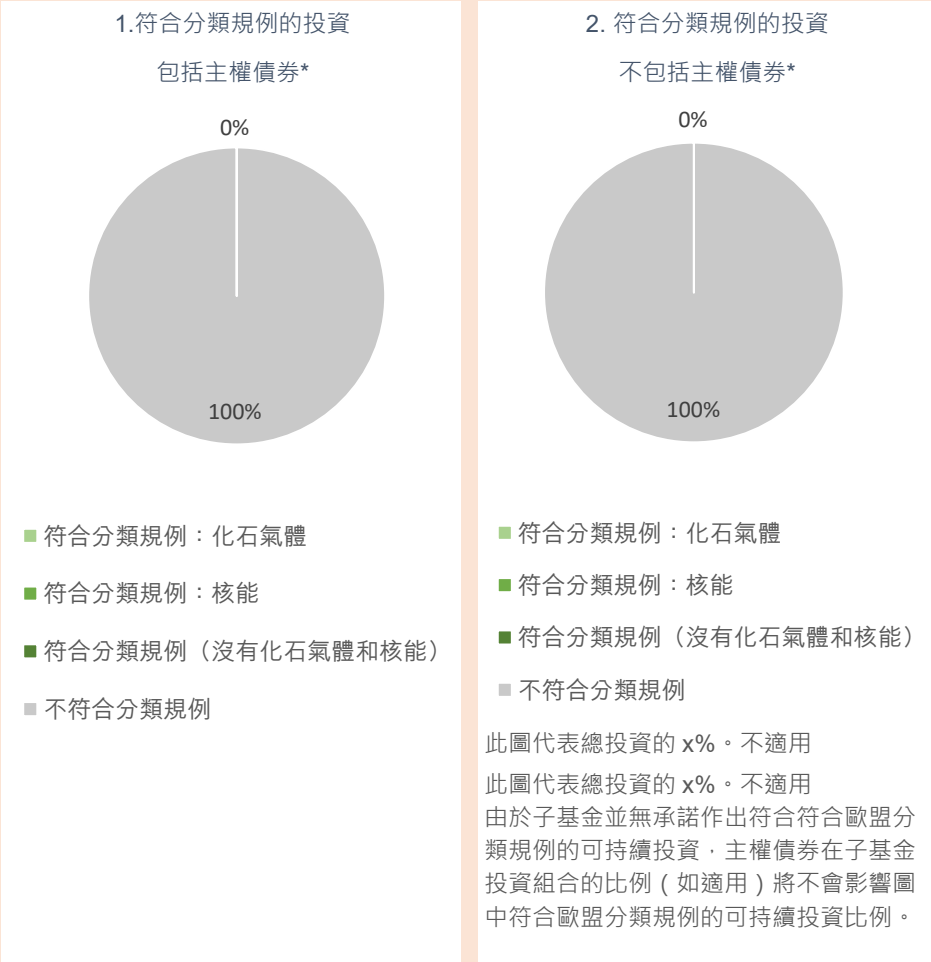 1.符合分類規例的投資
包括主權債券*
0%
100%
符合分類規例：化石氣體
符合分類規例：核能
符合分類規例（沒有化石氣體和核能）
不符合分類規例
2. 符合分類規例的投資
不包括主權債券*
0%
100%
符合分類規例：化石氣體
符合分類規例：核能
符合分類規例（沒有化石氣體和核能）
不符合分類規例
此圖代表總投資的 x%。不適用
此圖代表總投資的 x%。不適用
由於子基金並無承諾作出符合符合歐盟分
類規例的可持續投資，主權債券在子基金
投資組合的比例（如適用）將不會影響圖
中符合歐盟分類規例的可持續投資比例。